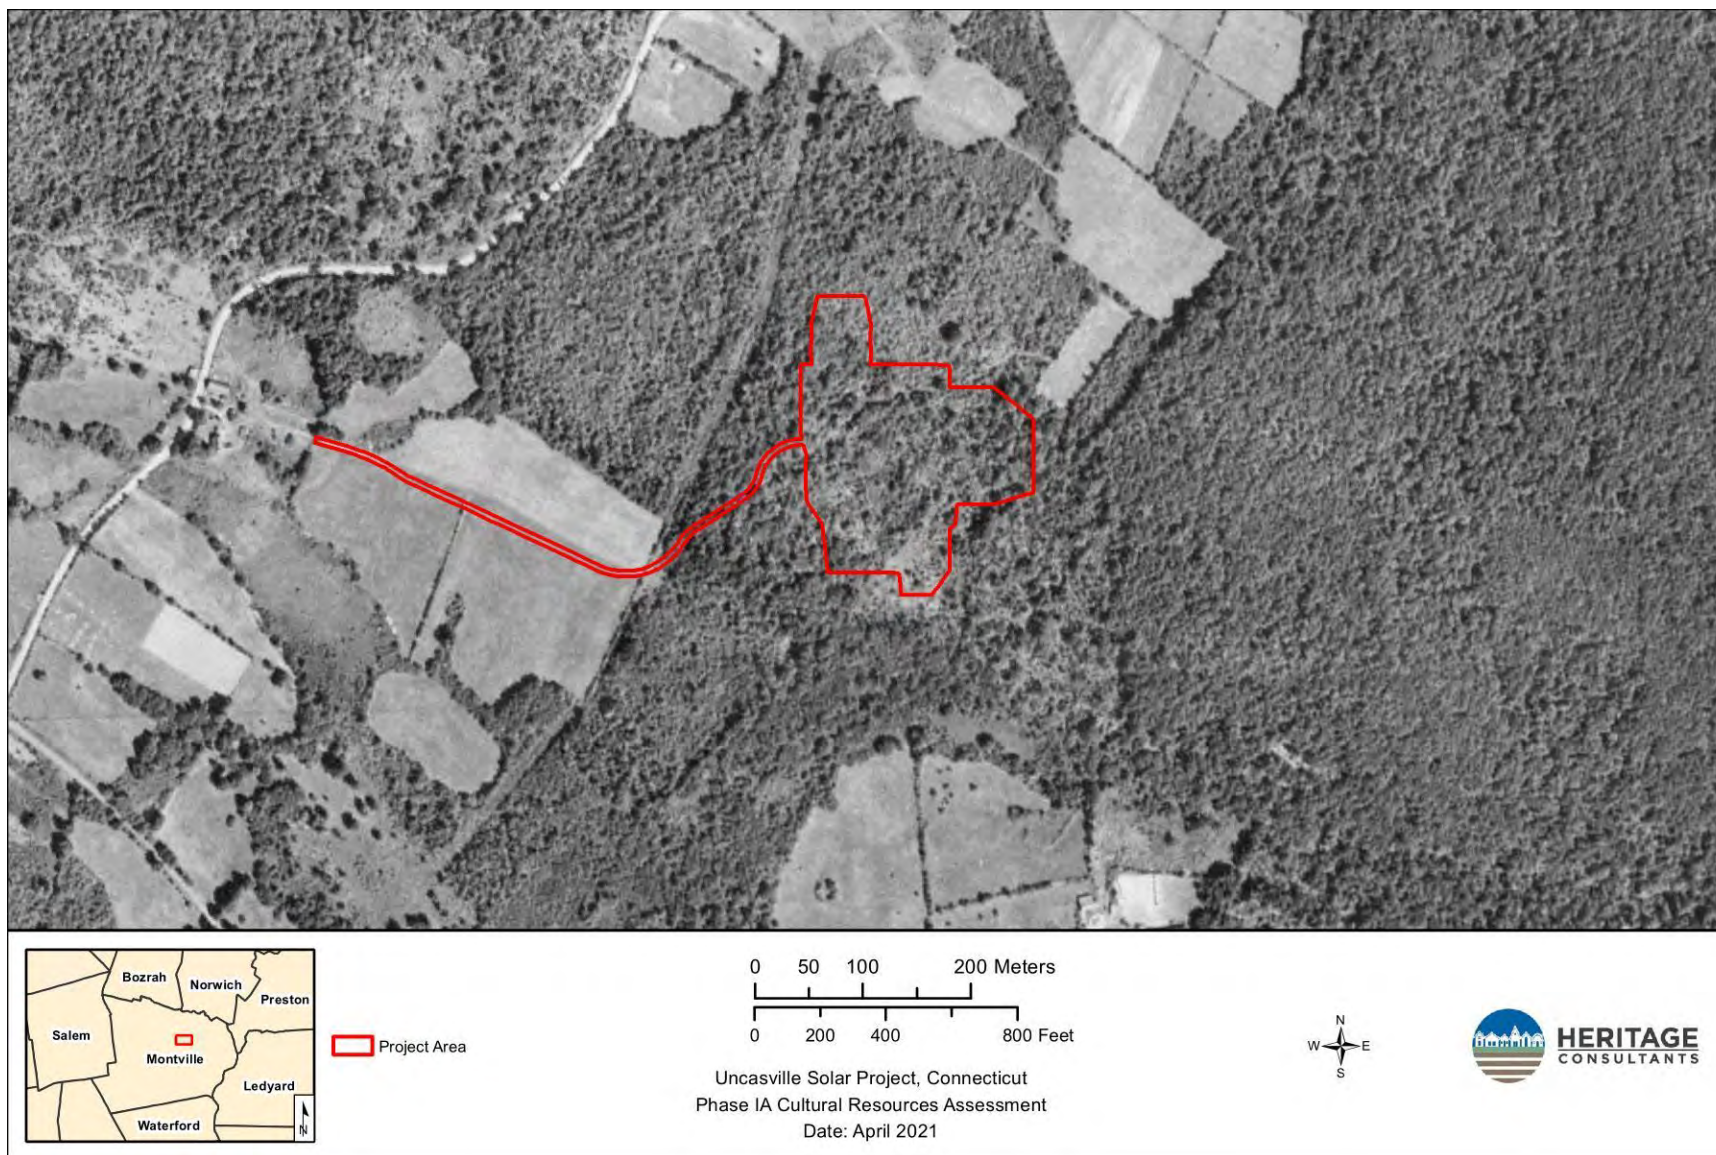 Bozrah
Norwich
Preston
Salem
Montville
Ledyard
Waterford
N
Project Area
0 50 100 200 Meters
0 200 400 800 Feet
Uncasville Solar Project, Connecticut
Phase IA Cultural Resources Assessment
Date: April 2021
N
W E
S
HERITAGE
CONSULTANTS